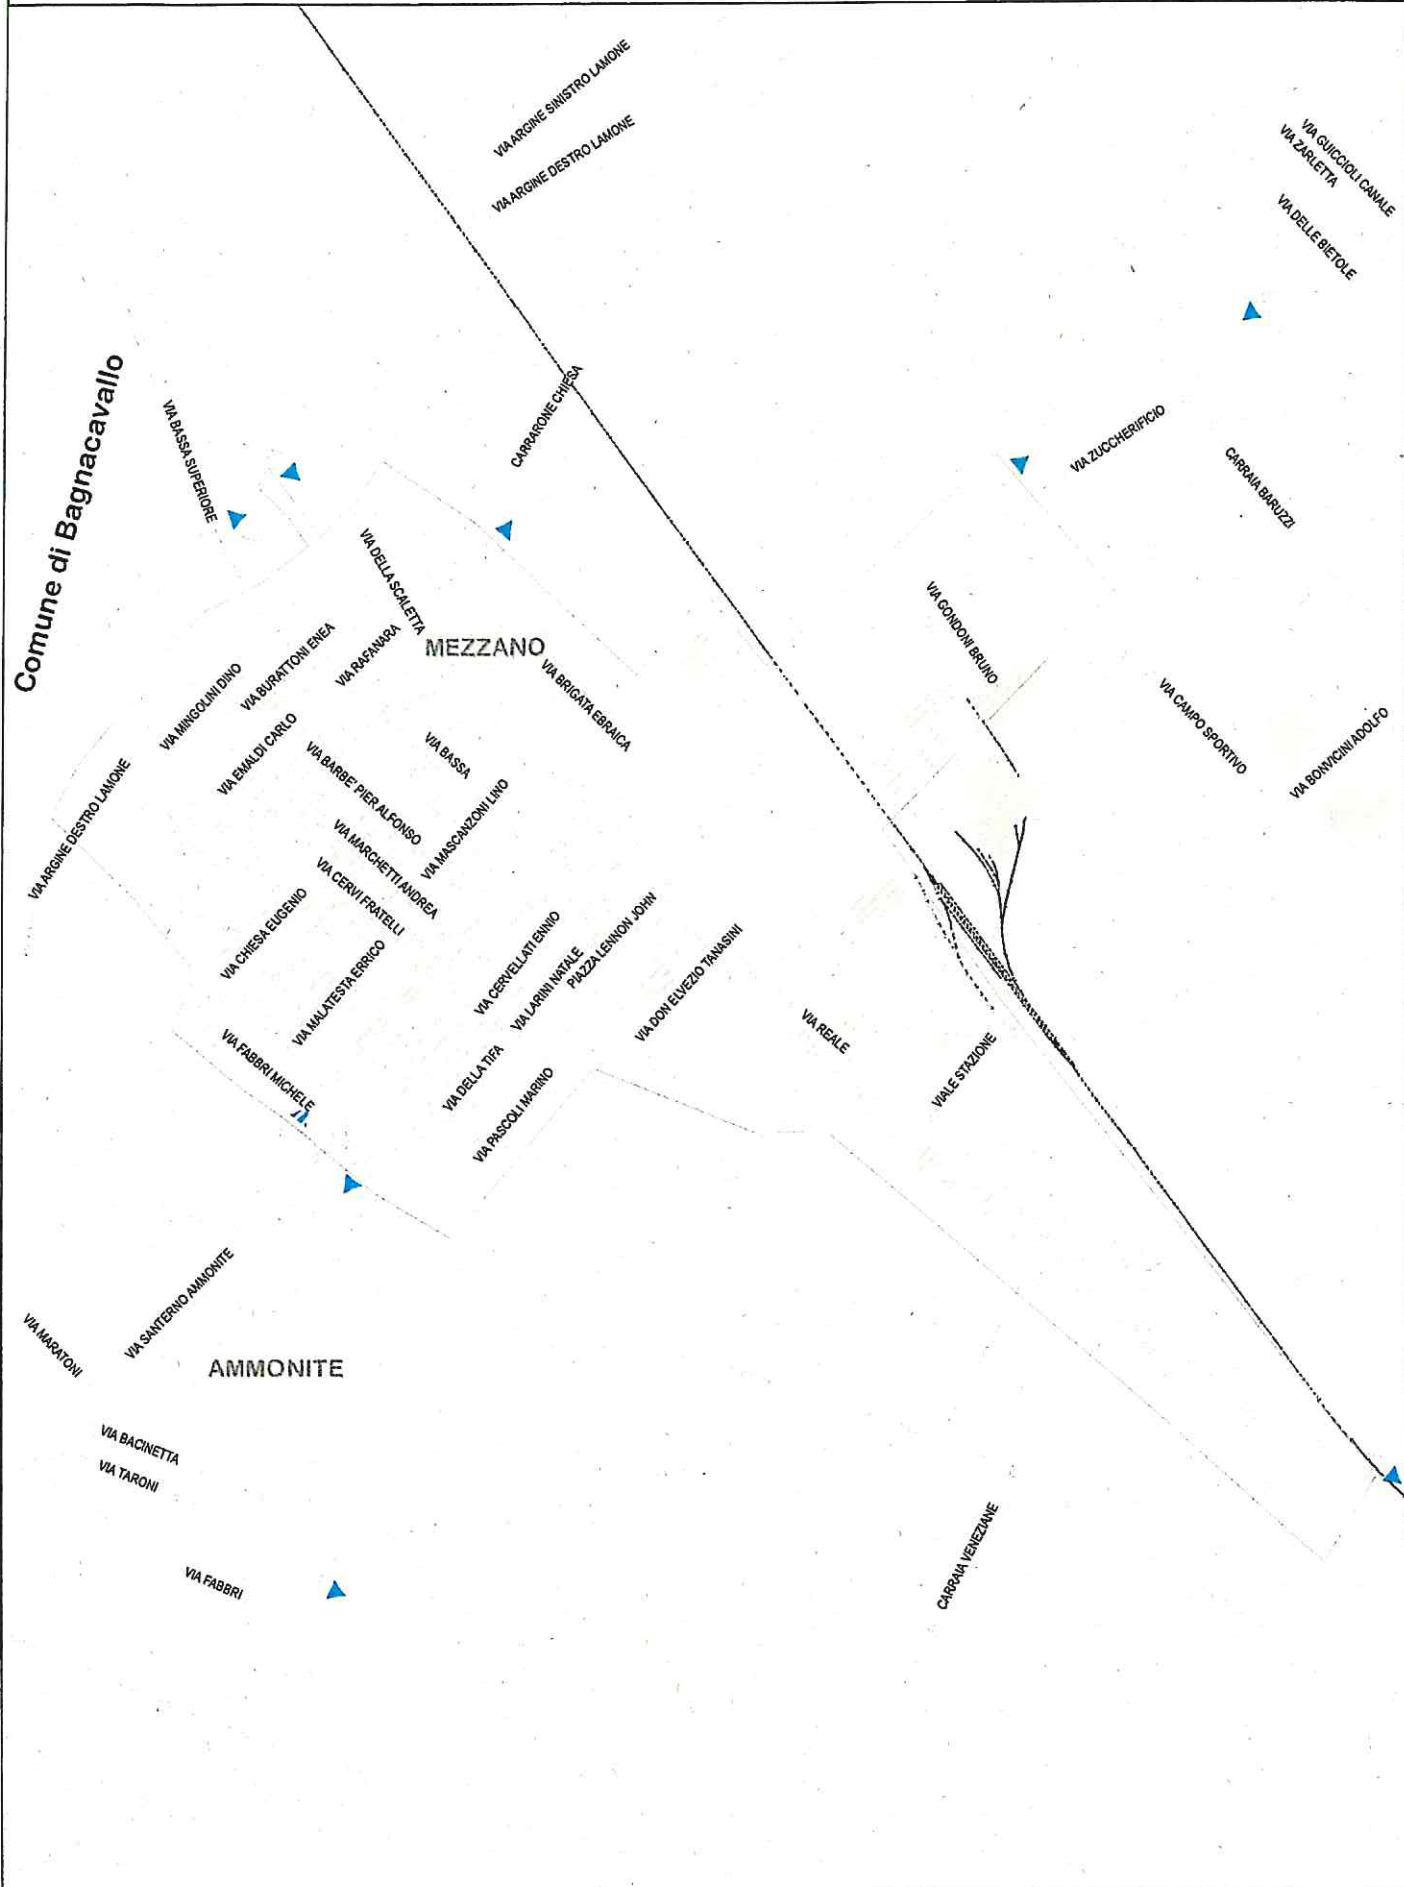 VIA ARGINE SINISTRO LAMONE
VIA ARGINE DESTRO LAMONE
VIA GUICCIOLI CANALE
VIA ZARLETTA
VIA DELLE BIETOLE
Comune di Bagnacavallo
VIA BASSA SUPERIORE
CARRARONE CHIESA
VIA ZUCCHERIFICIO
CARRAIA BARUZZI
VIA DELLA SCALETTA
VIA GONDONI BRUNO
MEZZANO
VIA BURATTONI ENEA
VIA RAFANARA
VIA MINGOLINI DINO
VIA BRIGATA EBRAICA
VIA CAMPO SPORTIVO
VIA BONVICINI ADOLFO
VIA EMALDI CARLO
VIA BARBE' PIER ALFONSO
VIA BASSA
VIA ARGINE DESTRO LAMONE
VIA MASCANZONI LINO
VIA MARCHETTI ANDREA
VIA CERVI FRATELLI
VIA CHIESA EUGENIO
VIA MALATESTA ERRICO
VIA CERVELLATI ENNIO
VIA LARINI NATALE
PIAZZA LENNON JOHN
VIA DON ELVEZIO TANASINI
VIA REALE
VIALE STAZIONE
VIA FABBRI MICHELE
VIA DELLA TIFA
VIA PASCOLI MARINO
VIA SANTERNO AMMONITE
VIA MARATONI
AMMONITE
VIA BACINETTA
VIA TARONI
VIA FABBRI
CARRAIA VENEZIANE